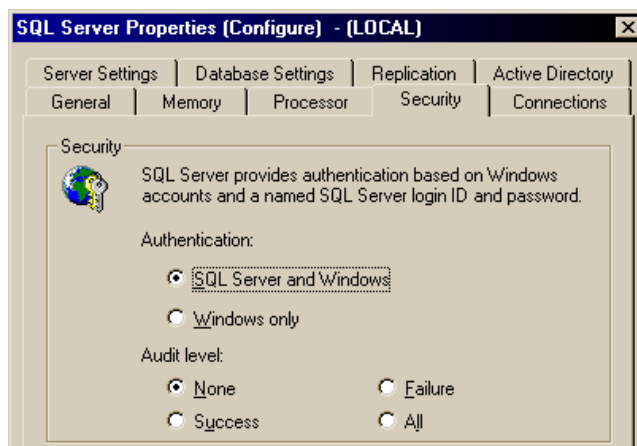 SQL Server Properties (Configure) - (LOCAL)
Server Settings Database Settings Replication Active Directory
General Memory Processor Security Connections
Security
SQL Server provides authentication based on Windows
accounts and a named SQL Server login ID and password.
Authentication:
SQL Server and Windows
Windows only
Audit level:
None Failure
Success All